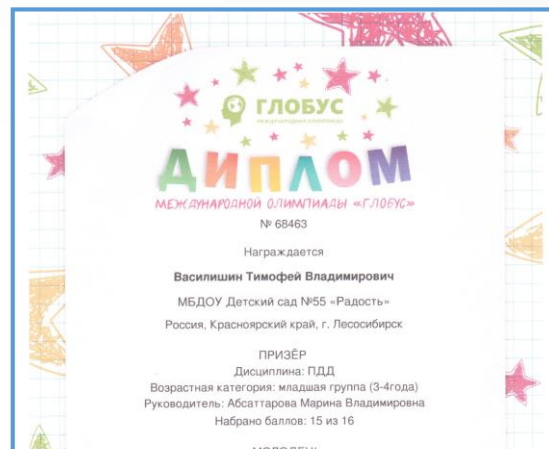 ГЛОБУС
МЕЖДУНАРОДНАЯ ОЛИМПИАДА
ДИПЛОМ
МЕЖДУНАРОДНОЙ ОЛИМПИАДЫ «ГЛОБУС»
№ 68463
Награждается
Василишин Тимофей Владимирович
МБДОУ Детский сад №55 «Радость»
Россия, Красноярский край, г. Лесосибирск
ПРИЗЁР
Дисциплина: ПДД
Возрастная категория: младшая группа (3-4года)
Руководитель: Абсаттарова Марина Владимировна
Набрано баллов: 15 из 16